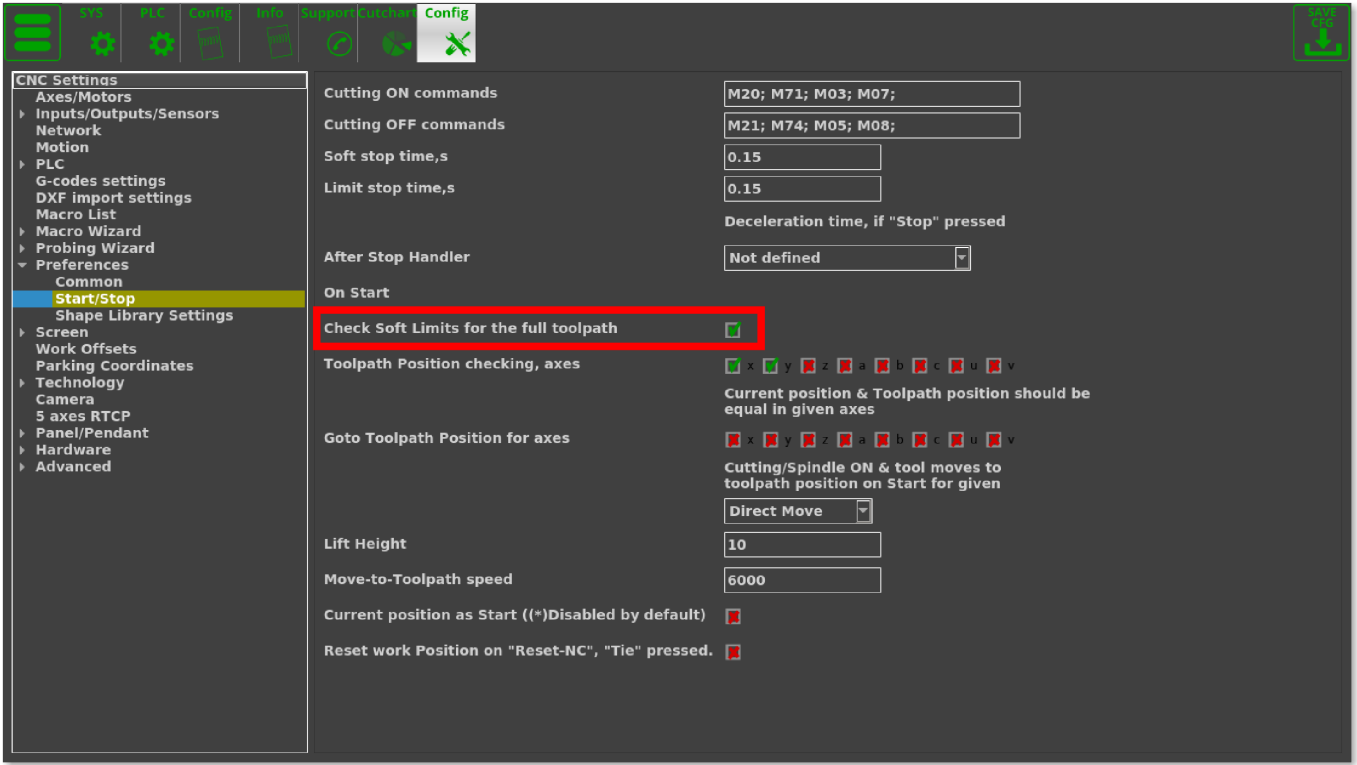 SYS PLC Config Info Support Cutchart Config
SAVE
CFG
CNC Settings
Axes/Motors
Inputs/Outputs/Sensors
Network
Motion
PLC
G-codes settings
DXF import settings
Macro List
Macro Wizard
Probing Wizard
Preferences
Common
Start/Stop
Shape Library Settings
Screen
Work Offsets
Parking Coordinates
Technology
Camera
5 axes RTCP
Panel/Pendant
Hardware
Advanced
Cutting ON commands M20; M71; M03; M07;
Cutting OFF commands M21; M74; M05; M08;
Soft stop time,s 0.15
Limit stop time,s 0.15
Deceleration time, if "Stop" pressed
After Stop Handler Not defined
On Start
Check Soft Limits for the full toolpath
Toolpath Position checking, axes x y z a b c u v
Current position & Toolpath position should be
equal in given axes
Goto Toolpath Position for axes x y z a b c u v
Cutting/Spindle ON & tool moves to
toolpath position on Start for given
Direct Move
Lift Height 10
Move-to-Toolpath speed 6000
Current position as Start ((*)Disabled by default)
Reset work Position on "Reset-NC", "Tie" pressed.